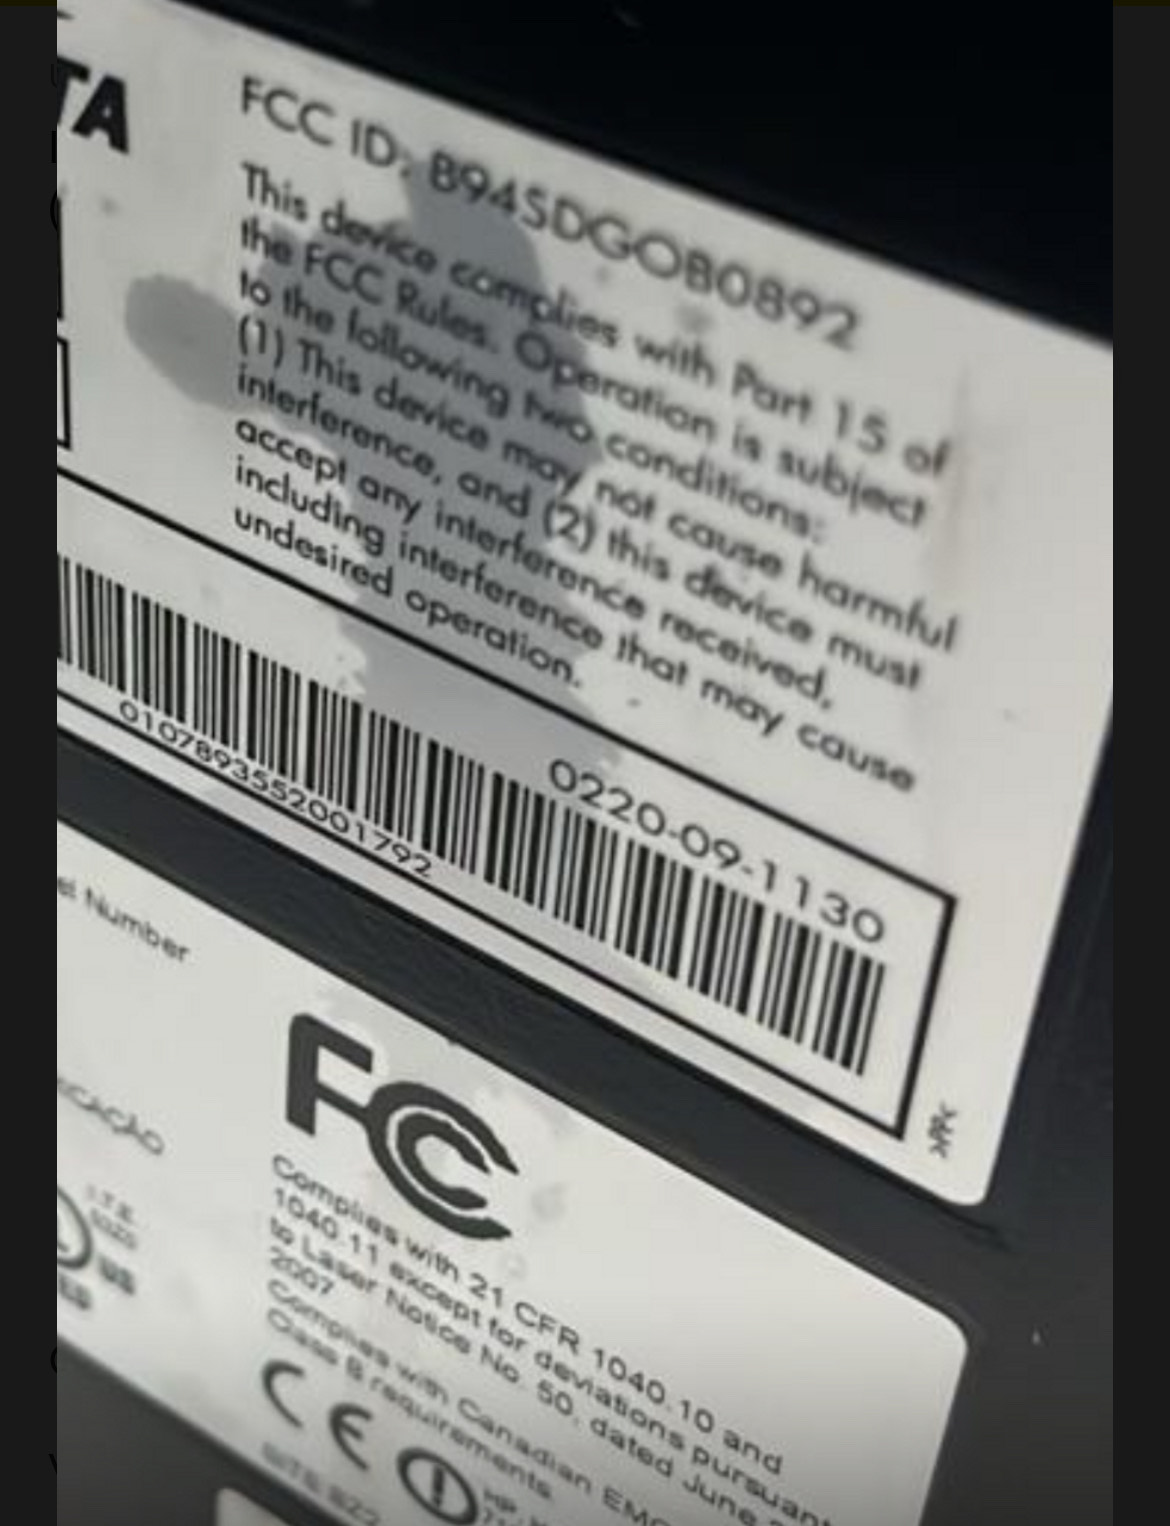 TA
FCC ID: B94SDGOB0892
This device complies with Part 15 of
the FCC Rules. Operation is subject
to the following two conditions:
(1) This device may not cause harmful
interference, and (2) this device must
accept any interference received,
including interference that may cause
undesired operation.
0220-09-1130
0107893552001792
Number
FC
Complies with 21 CFR 1040.10 and
1040.11 except for deviations pursuant
to Laser Notice No. 50, dated June
2007
Complies with Canadian EMC
Class B requirements
CE
I.T.E.
US